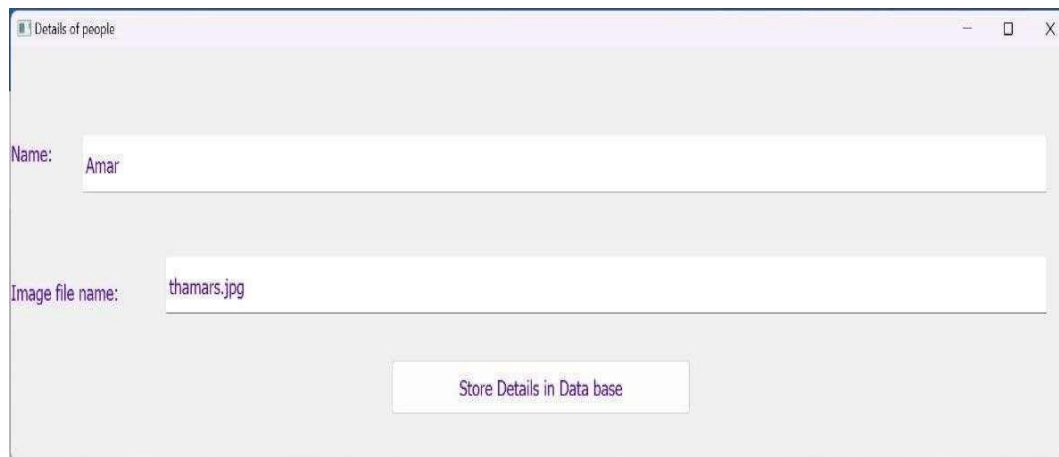 Details of people
Name: Amar
Image file name: thamars.jpg
Store Details in Data base